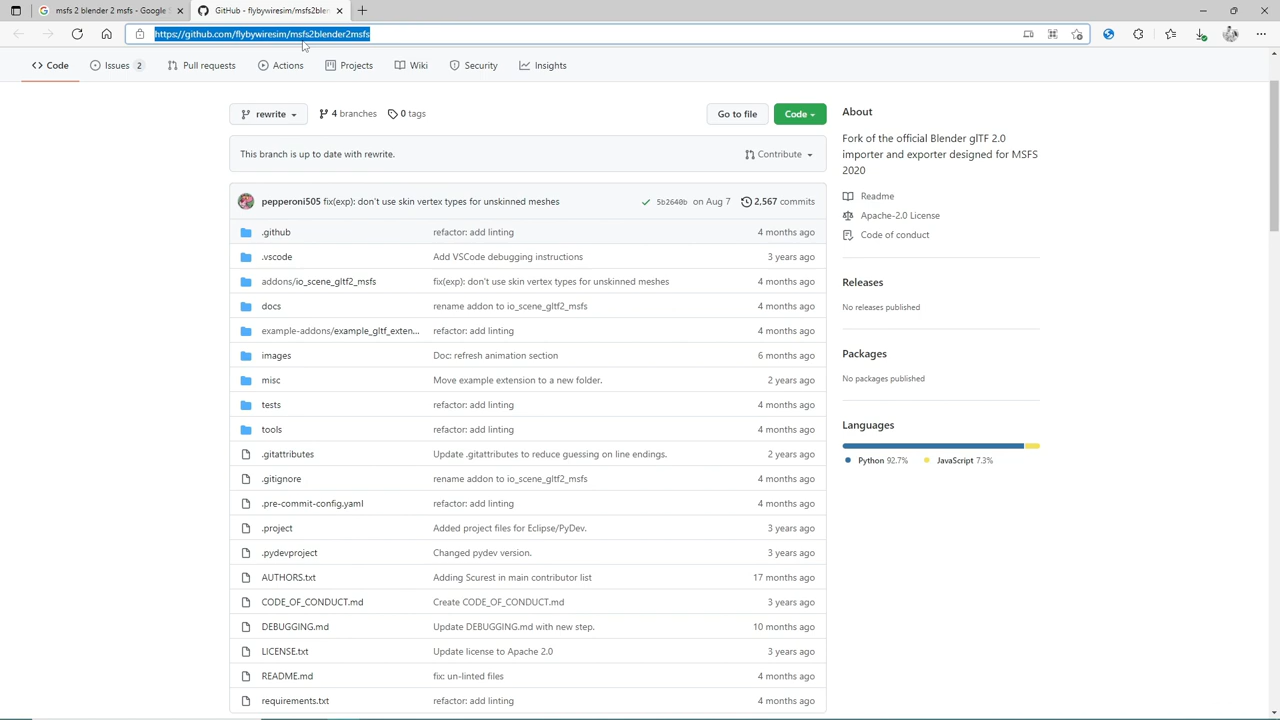 msfs 2 blender 2 msfs - Google
GitHub - flybywiresim/msfs2blen
https://github.com/flybywiresim/msfs2blender2msfs
Code
Issues 2
Pull requests
Actions
Projects
Wiki
Security
Insights
rewrite
4 branches
0 tags
Go to file
Code
This branch is up to date with rewrite.
Contribute
pepperoni505 fix(exp): don't use skin vertex types for unskinned meshes
5b2640b on Aug 7
2,567 commits
.github refactor: add linting 4 months ago
.vscode Add VSCode debugging instructions 3 years ago
addons/io_scene_gltf2_msfs fix(exp): don't use skin vertex types for unskinned meshes 4 months ago
docs rename addon to io_scene_gltf2_msfs 4 months ago
example-addons/example_gltf_exten... refactor: add linting 4 months ago
images Doc: refresh animation section 6 months ago
misc Move example extension to a new folder. 2 years ago
tests refactor: add linting 4 months ago
tools refactor: add linting 4 months ago
.gitattributes Update .gitattributes to reduce guessing on line endings. 2 years ago
.gitignore rename addon to io_scene_gltf2_msfs 4 months ago
.pre-commit-config.yaml refactor: add linting 4 months ago
.project Added project files for Eclipse/PyDev. 3 years ago
.pydevproject Changed pydev version. 3 years ago
AUTHORS.txt Adding Scurest in main contributor list 17 months ago
CODE_OF_CONDUCT.md Create CODE_OF_CONDUCT.md 3 years ago
DEBUGGING.md Update DEBUGGING.md with new step. 10 months ago
LICENSE.txt Update license to Apache 2.0 3 years ago
README.md fix: un-linted files 4 months ago
requirements.txt refactor: add linting 4 months ago
About
Fork of the official Blender glTF 2.0
importer and exporter designed for MSFS
2020
Readme
Apache-2.0 License
Code of conduct
Releases
No releases published
Packages
No packages published
Languages
Python 92.7%
JavaScript 7.3%